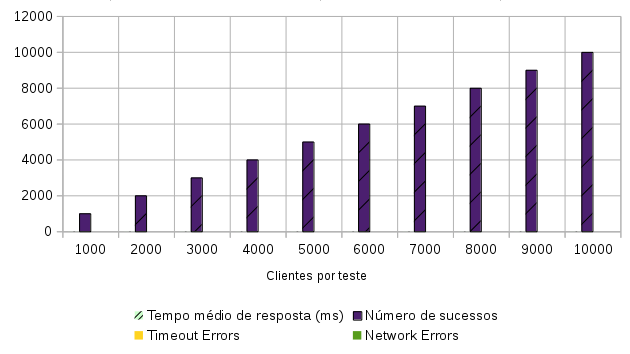 12000
10000
8000
6000
4000
2000
0
1000 2000 3000 4000 5000 6000 7000 8000 9000 10000
Clientes por teste
Tempo médio de resposta (ms) Número de sucessos
Timeout Errors Network Errors